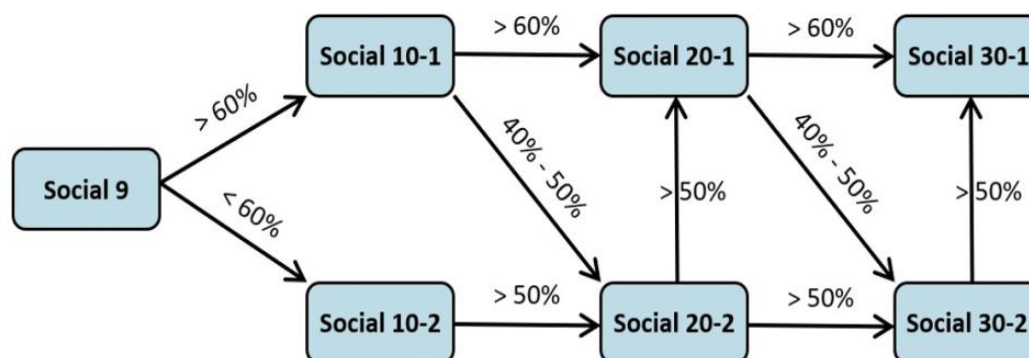 Social 10-1
> 60%
Social 20-1
> 60%
Social 30-1
> 60%
40% - 50%
40% - 50%
Social 9
> 50%
> 50%
< 60%
Social 10-2
> 50%
Social 20-2
> 50%
Social 30-2